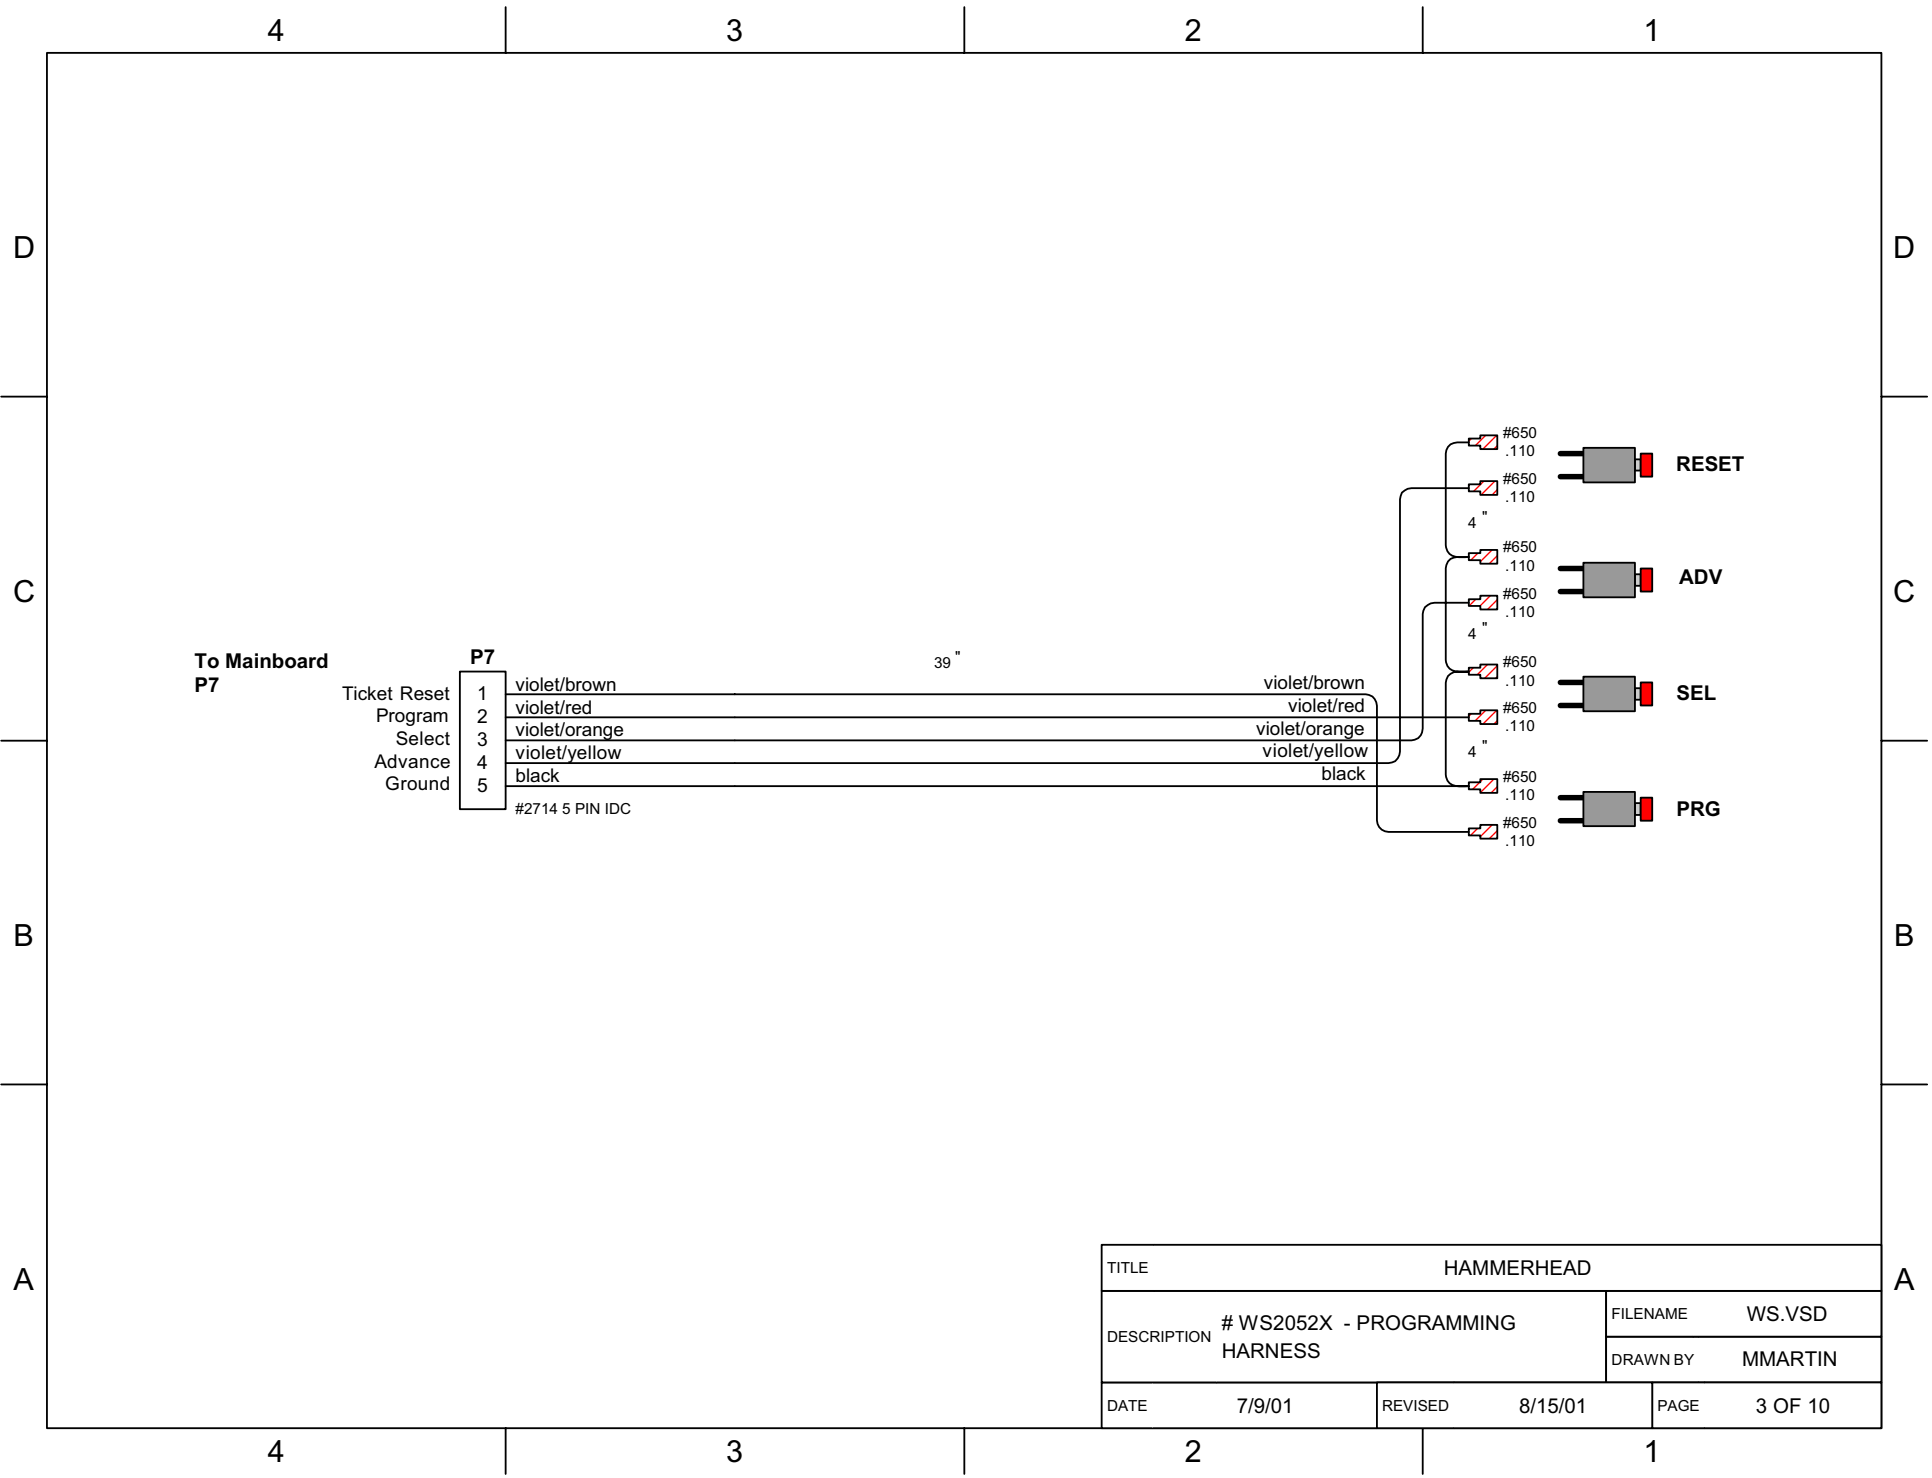 4 3 2 1
D D
#650
.110
RESET
#650
.110
4 "
#650
.110
ADV
C C
#650
.110
4 "
To Mainboard
P7
P7
39 "
#650
.110
SEL
Ticket Reset 1 violet/brown violet/brown
Program 2 violet/red violet/red
#650
.110
Select 3 violet/orange violet/orange
Advance 4 violet/yellow violet/yellow
4 "
Ground 5 black black
#650
.110
#2714 5 PIN IDC
PRG
#650
.110
B B
A A
TITLE HAMMERHEAD
DESCRIPTION # WS2052X - PROGRAMMING
HARNESS
FILENAME WS.VSD
DRAWN BY MMARTIN
DATE 7/9/01 REVISED 8/15/01 PAGE 3 OF 10
4 3 2 1